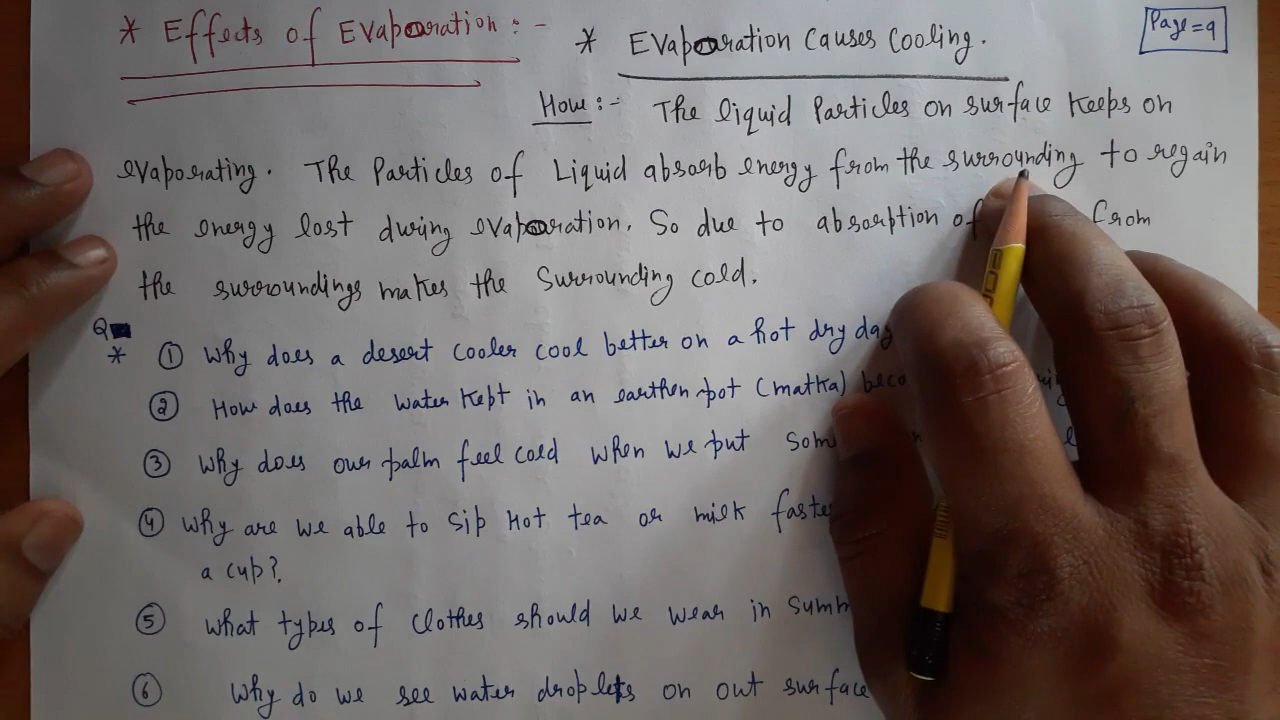 * Effects of Evaporation :-
* Evaporation causes cooling.
Page=9
How :- The liquid Particles on surface keeps on
evaporating. The Particles of Liquid absorb energy from the surrounding to regain
the energy lost during evaporation. So due to absorption of from
the surroundings makes the surrounding cold.
Q
* ① Why does a desert cooler cool better on a hot dry day
② How does the water kept in an earthen pot (matka) beco
③ Why does our palm feel cold when we put som
④ Why are we able to sip Hot tea or milk faste
a cup?
⑤ What types of clothes should we wear in summ
⑥ Why do we see water droplets on out surface